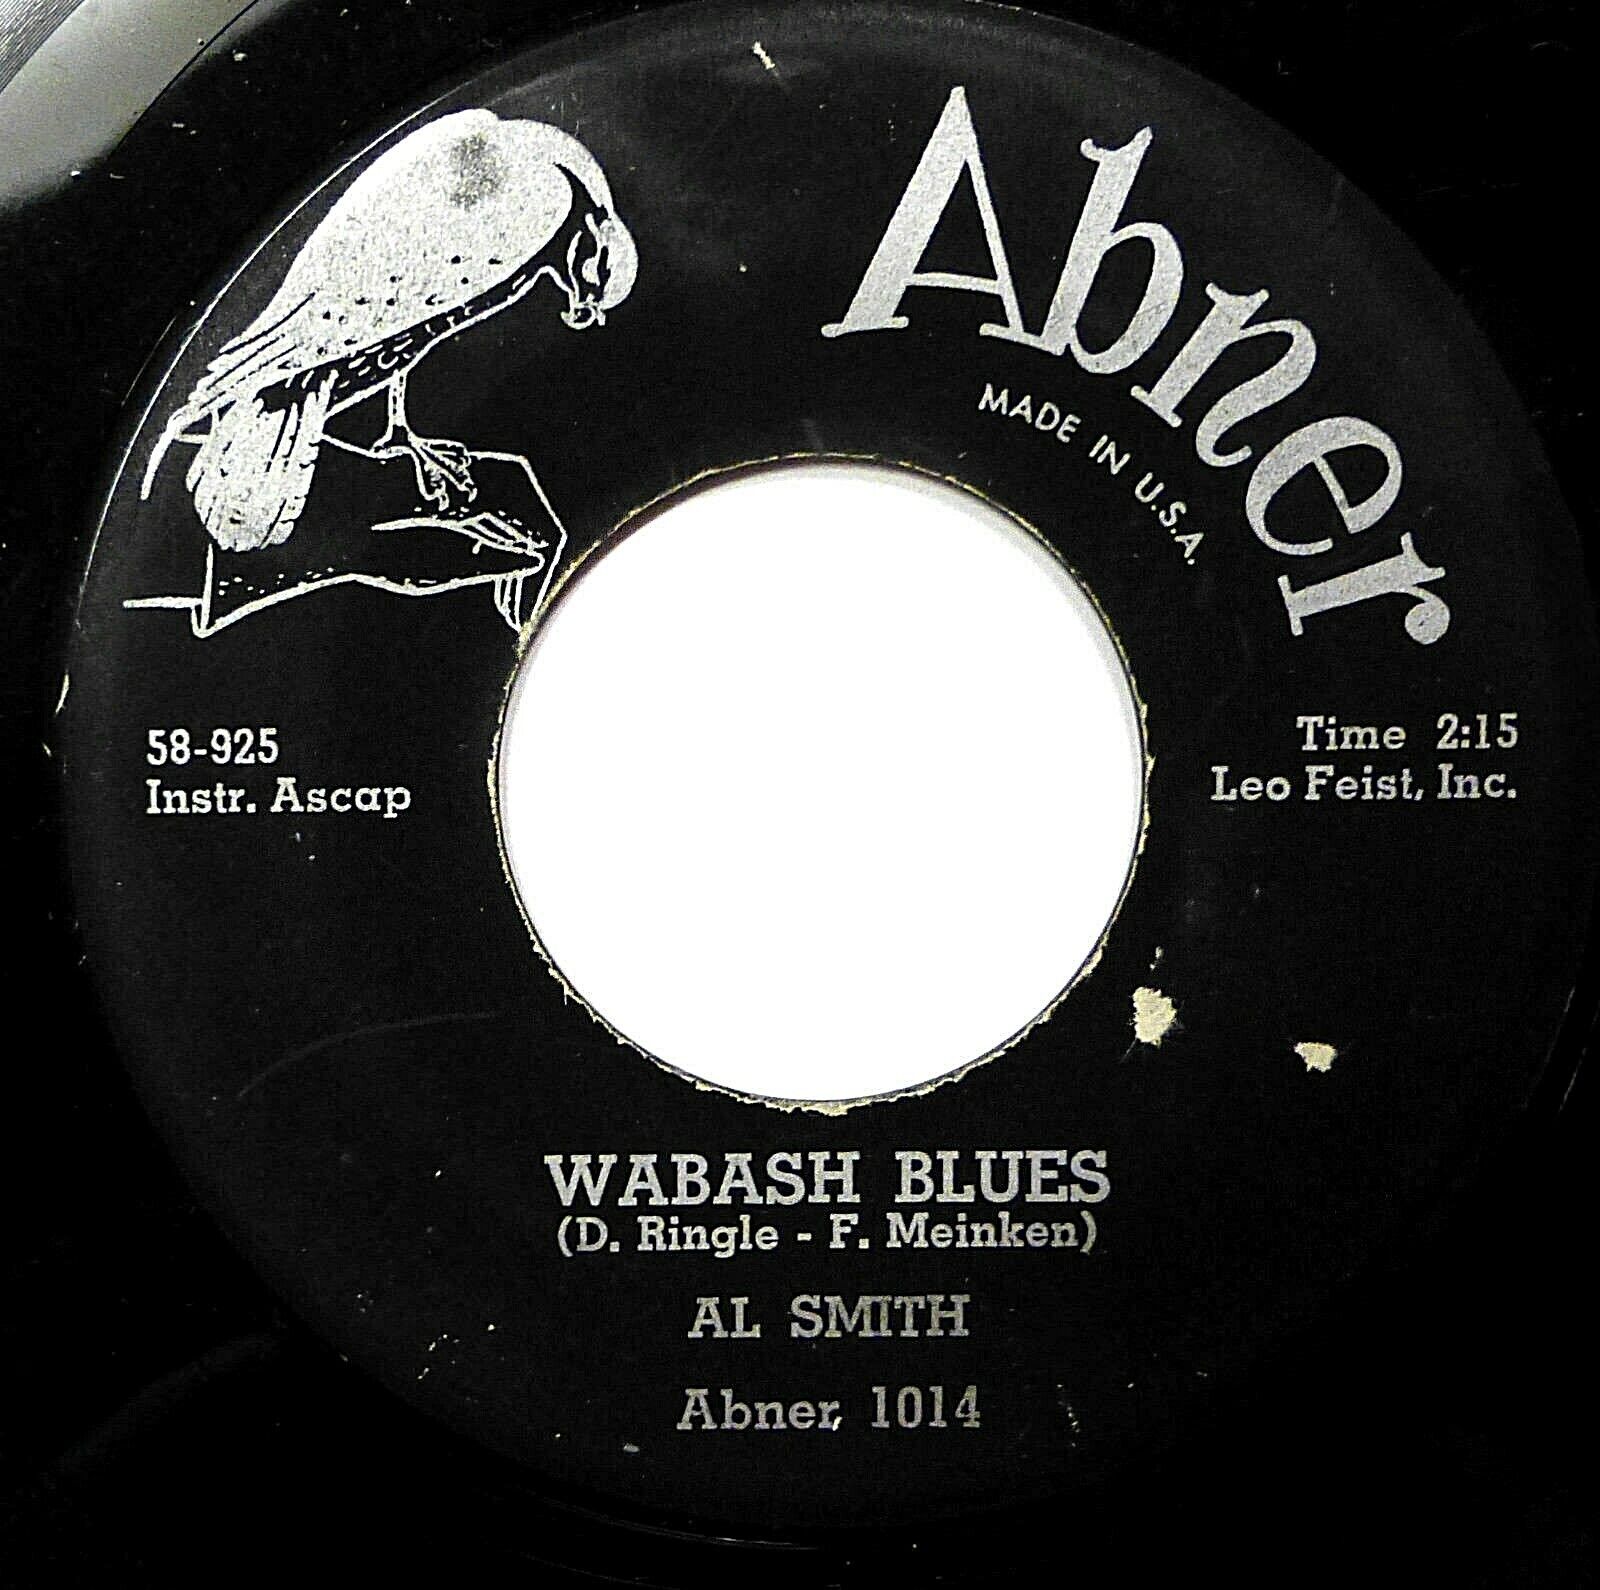 Abner
MADE IN U.S.A.
58-925
Instr. Ascap
Time 2:15
Leo Feist, Inc.
WABASH BLUES
(D. Ringle - F. Meinken)
AL SMITH
Abner, 1014